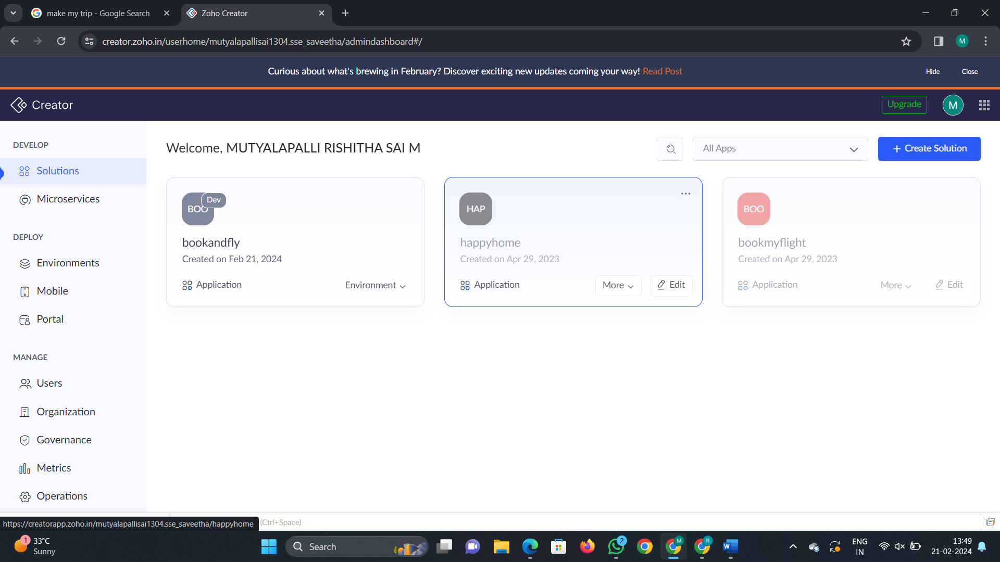 make my trip - Google Search
Zoho Creator
creator.zoho.in/userhome/mutyalapallisai1304.sse_saveetha/admindashboard#/
M
Curious about what's brewing in February? Discover exciting new updates coming your way! Read Post
Hide
Close
Creator
Upgrade
M
DEVELOP
Solutions
Microservices
DEPLOY
Environments
Mobile
Portal
MANAGE
Users
Organization
Governance
Metrics
Operations
Welcome, MUTYALAPALLI RISHITHA SAI M
All Apps
+ Create Solution
BOO
Dev
bookandfly
Created on Feb 21, 2024
Application
Environment
HAP
happyhome
Created on Apr 29, 2023
Application
More
Edit
BOO
bookmyflight
Created on Apr 29, 2023
Application
More
Edit
https://creatorapp.zoho.in/mutyalapallisai1304.sse_saveetha/happyhome
(Ctrl+Space)
1
33°C
Sunny
Search
2
M
R
W
ENG
IN
13:49
21-02-2024